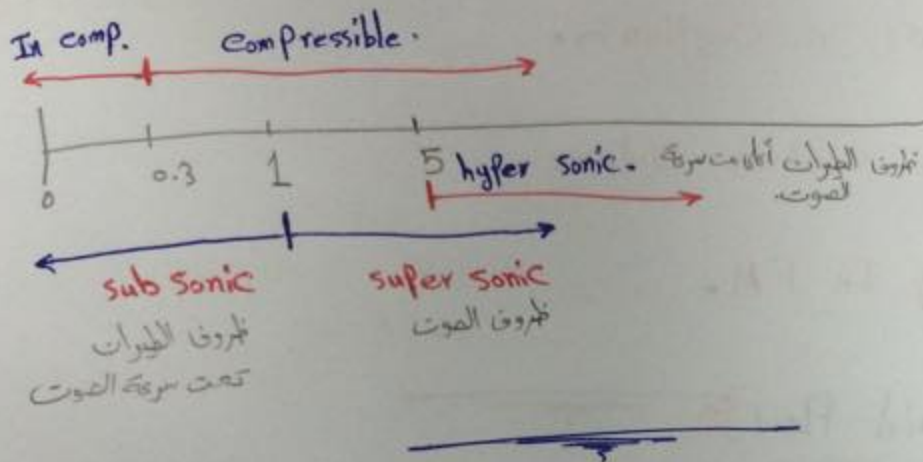 In comp. compressible.
0 0.3 1 5 hyper sonic. ظروف الطيران من سرعة
الصوت.
sub sonic super sonic
ظروف الطيران ظروف الصوت
تحت سرعة الصوت